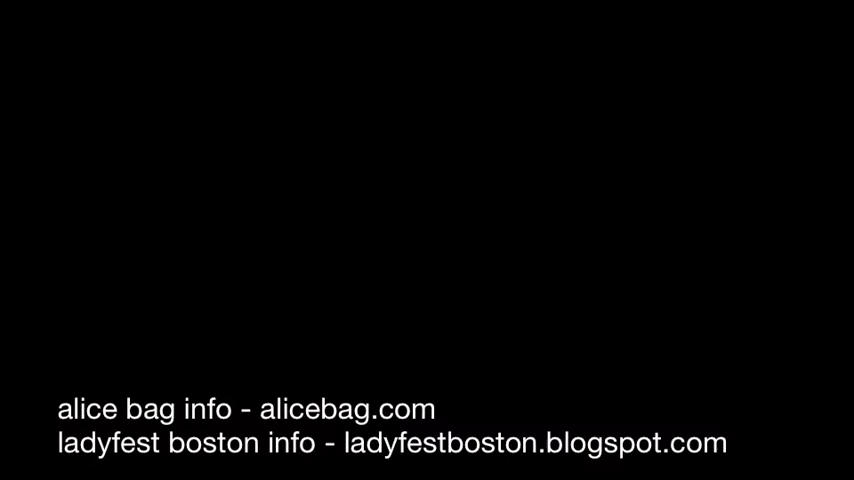 alice bag info - alicebag.com
ladyfest boston info - ladyfestboston.blogspot.com